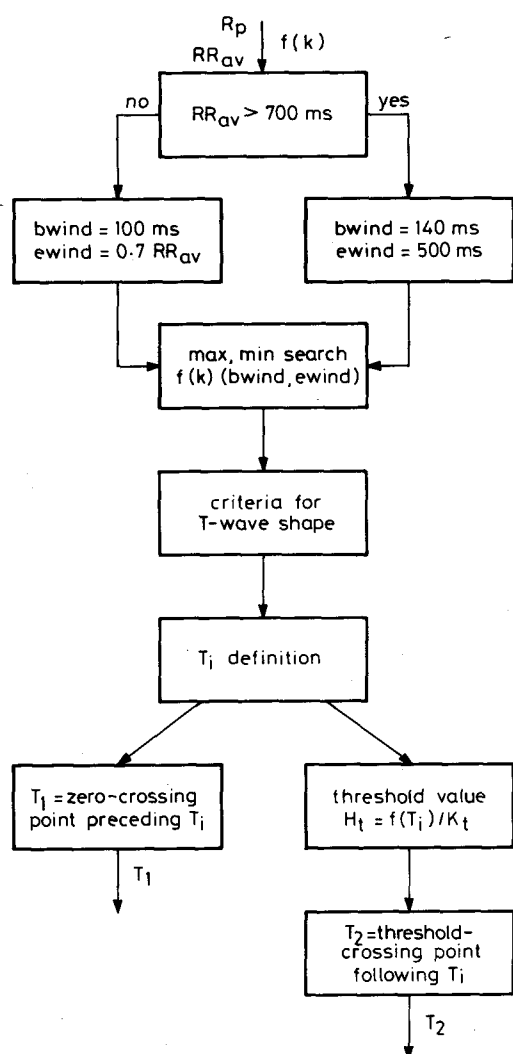 Rp
RRav
f(k)
no
yes
RRav > 700 ms
bwind = 100 ms
ewind = 0·7 RRav
bwind = 140 ms
ewind = 500 ms
max, min search
f(k) (bwind, ewind)
criteria for
T-wave shape
Ti definition
T1 = zero-crossing
point preceding Ti
threshold value
Ht = f(Ti)/Kt
T1
T2=threshold-
crossing point
following Ti
T2